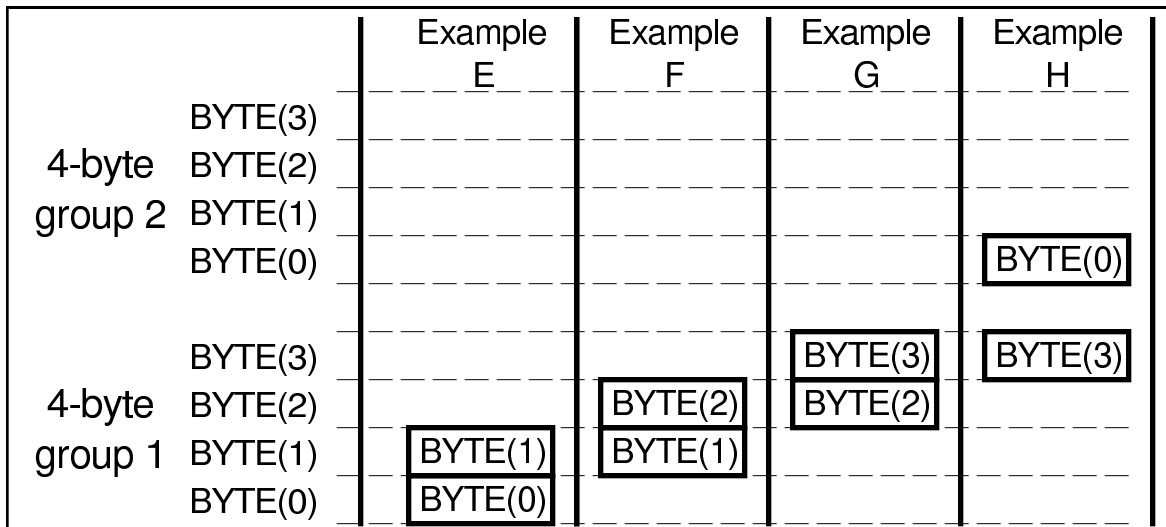 Example Example Example Example
E F G H
BYTE(3)
4-byte BYTE(2)
group 2 BYTE(1)
BYTE(0) BYTE(0)
BYTE(3) BYTE(3) BYTE(3)
4-byte BYTE(2) BYTE(2) BYTE(2)
group 1 BYTE(1) BYTE(1) BYTE(1)
BYTE(0) BYTE(0)